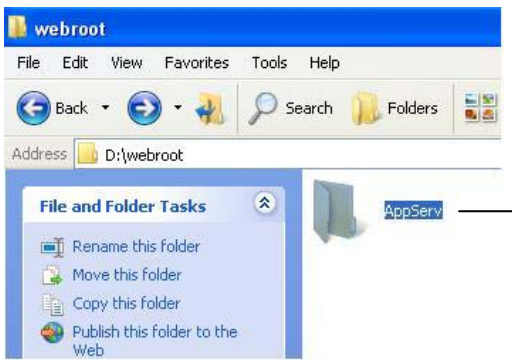 webroot
File Edit View Favorites Tools Help
Back Search Folders
Address D:\webroot
File and Folder Tasks
AppServ
Rename this folder
Move this folder
Copy this folder
Publish this folder to the
Web